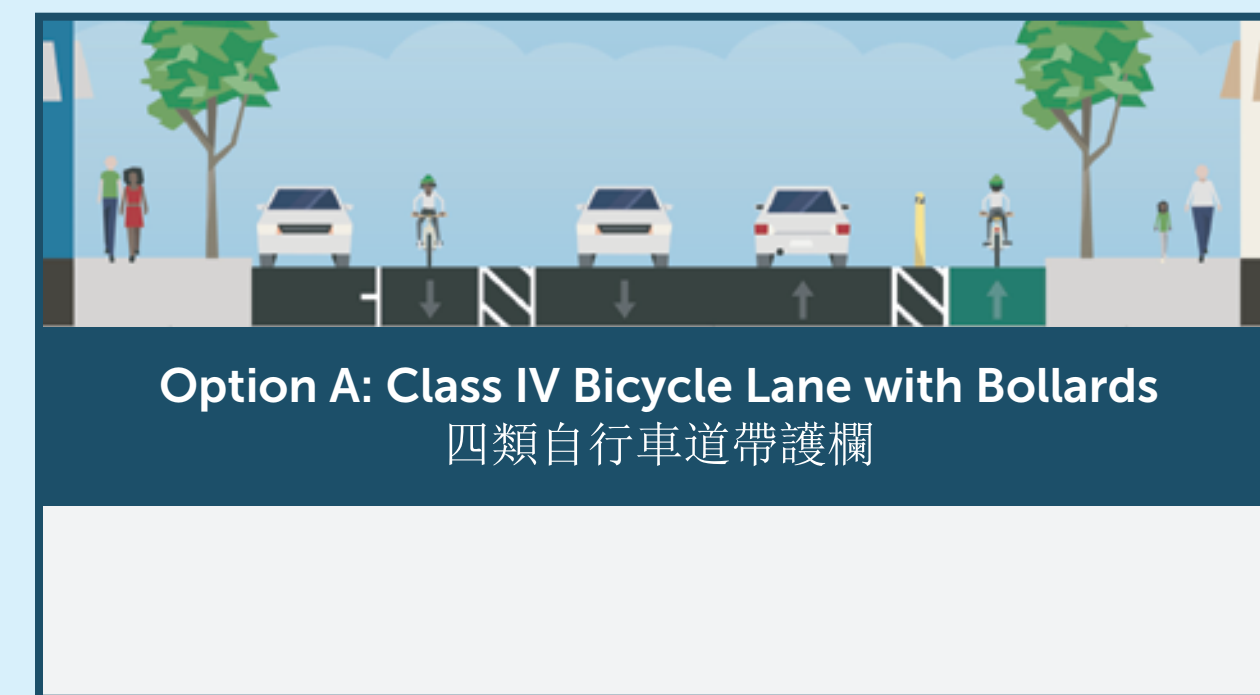 Option A: Class IV Bicycle Lane with Bollards
四類自行車道帶護欄